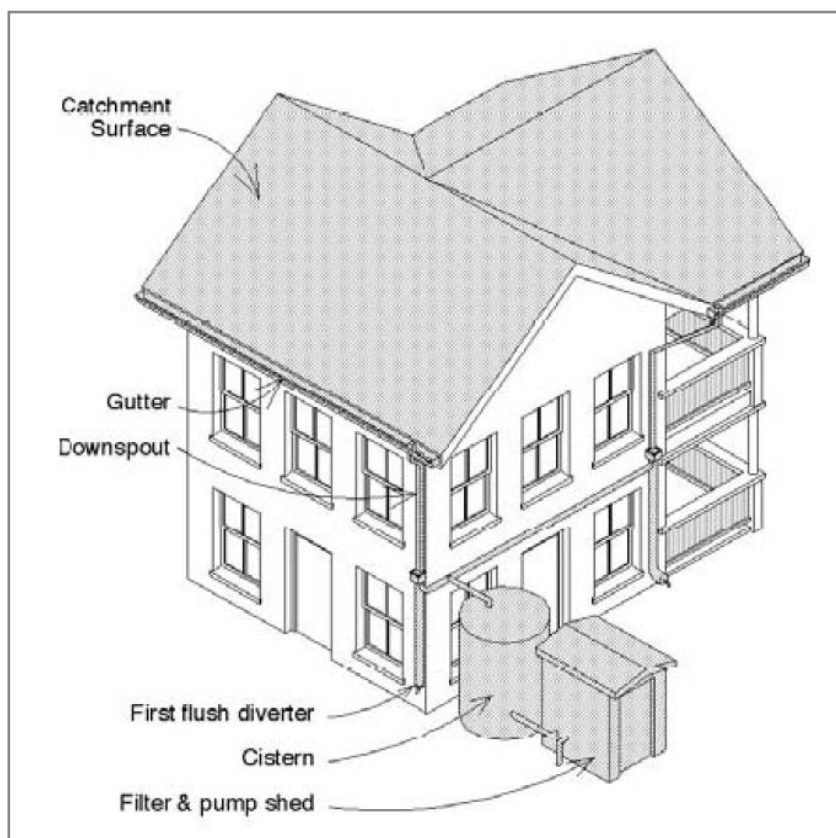 Catchment
Surface
Gutter
Downspout
First flush diverter
Cistern
Filter & pump shed